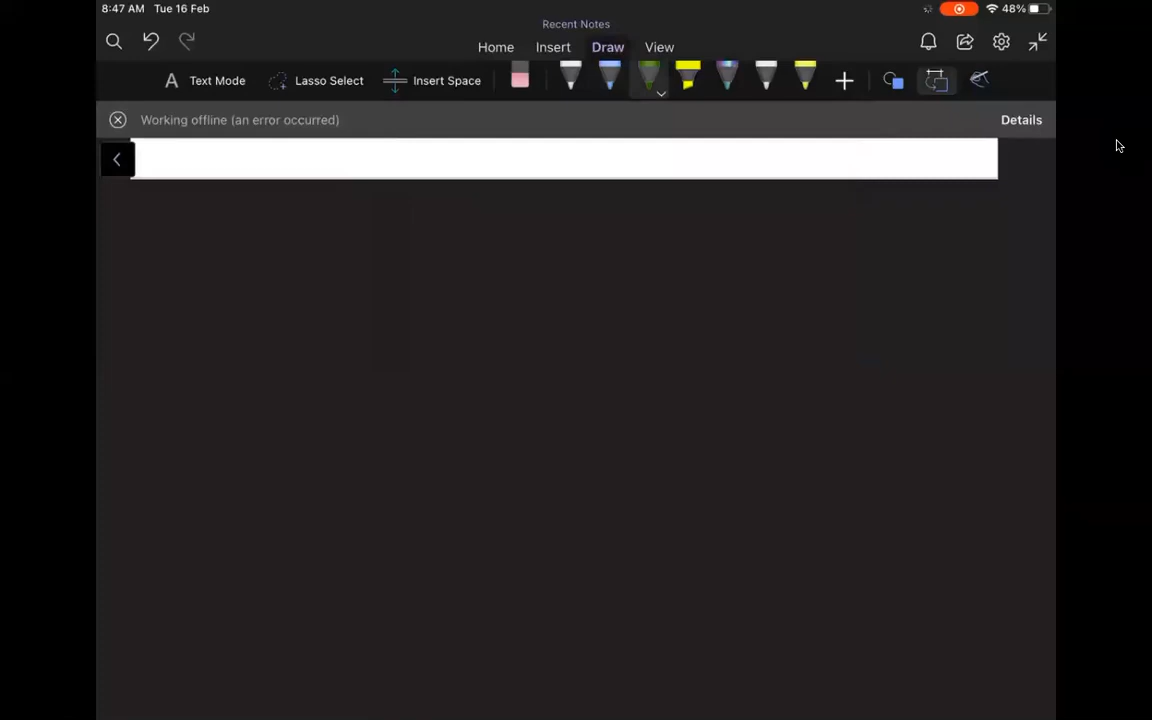 8:47 AM Tue 16 Feb 48%
Recent Notes
Home Insert Draw View
Text Mode Lasso Select Insert Space
Working offline (an error occurred) Details